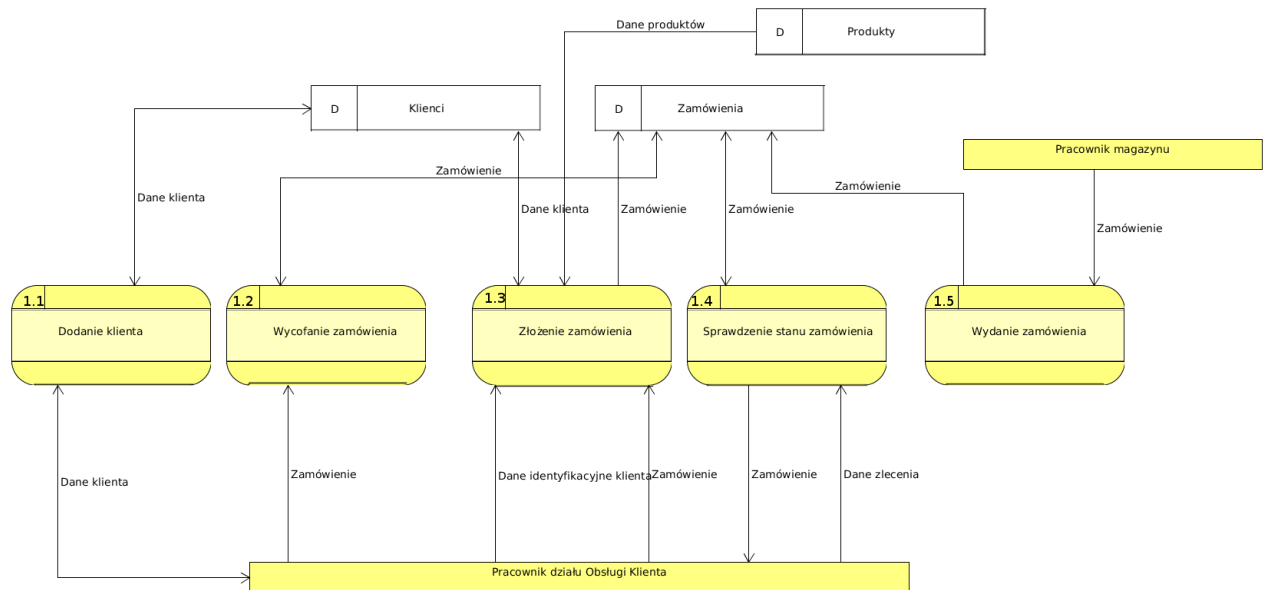 Dane produktów
D
Produkty
D
Klienci
D
Zamówienia
Pracownik magazynu
Zamówienie
Zamówienie
Dane klienta
Dane klienta
Zamówienie
Zamówienie
Zamówienie
1.1
1.2
1.3
1.4
1.5
Dodanie klienta
Wycofanie zamówienia
Złożenie zamówienia
Sprawdzenie stanu zamówienia
Wydanie zamówienia
Dane klienta
Zamówienie
Dane identyfikacyjne klienta
Zamówienie
Zamówienie
Dane zlecenia
Pracownik działu Obsługi Klienta